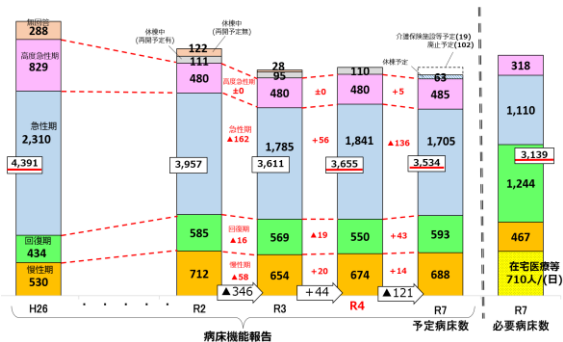 無回答
288
高度急性期
829
急性期
2,310
4,391
回復期
434
慢性期
530
H26
休棟中
(再開予定有)
休棟中
(再開予定無)
122
111
480
3,957
585
712
R2
高度急性期
±0
急性期
▲162
回復期
▲16
慢性期
▲58
▲346
28
95
480
1,785
3,611
569
654
R3
±0
+56
▲19
+20
+44
110
480
1,841
3,655
550
674
R4
+5
▲136
+43
+14
▲121
介護保険施設等予定(19)
廃止予定(102)
休棟予定
63
485
1,705
3,534
593
688
R7
予定病床数
318
1,110
3,139
1,244
467
在宅医療等
710人/(日)
R7
必要病床数
病床機能報告